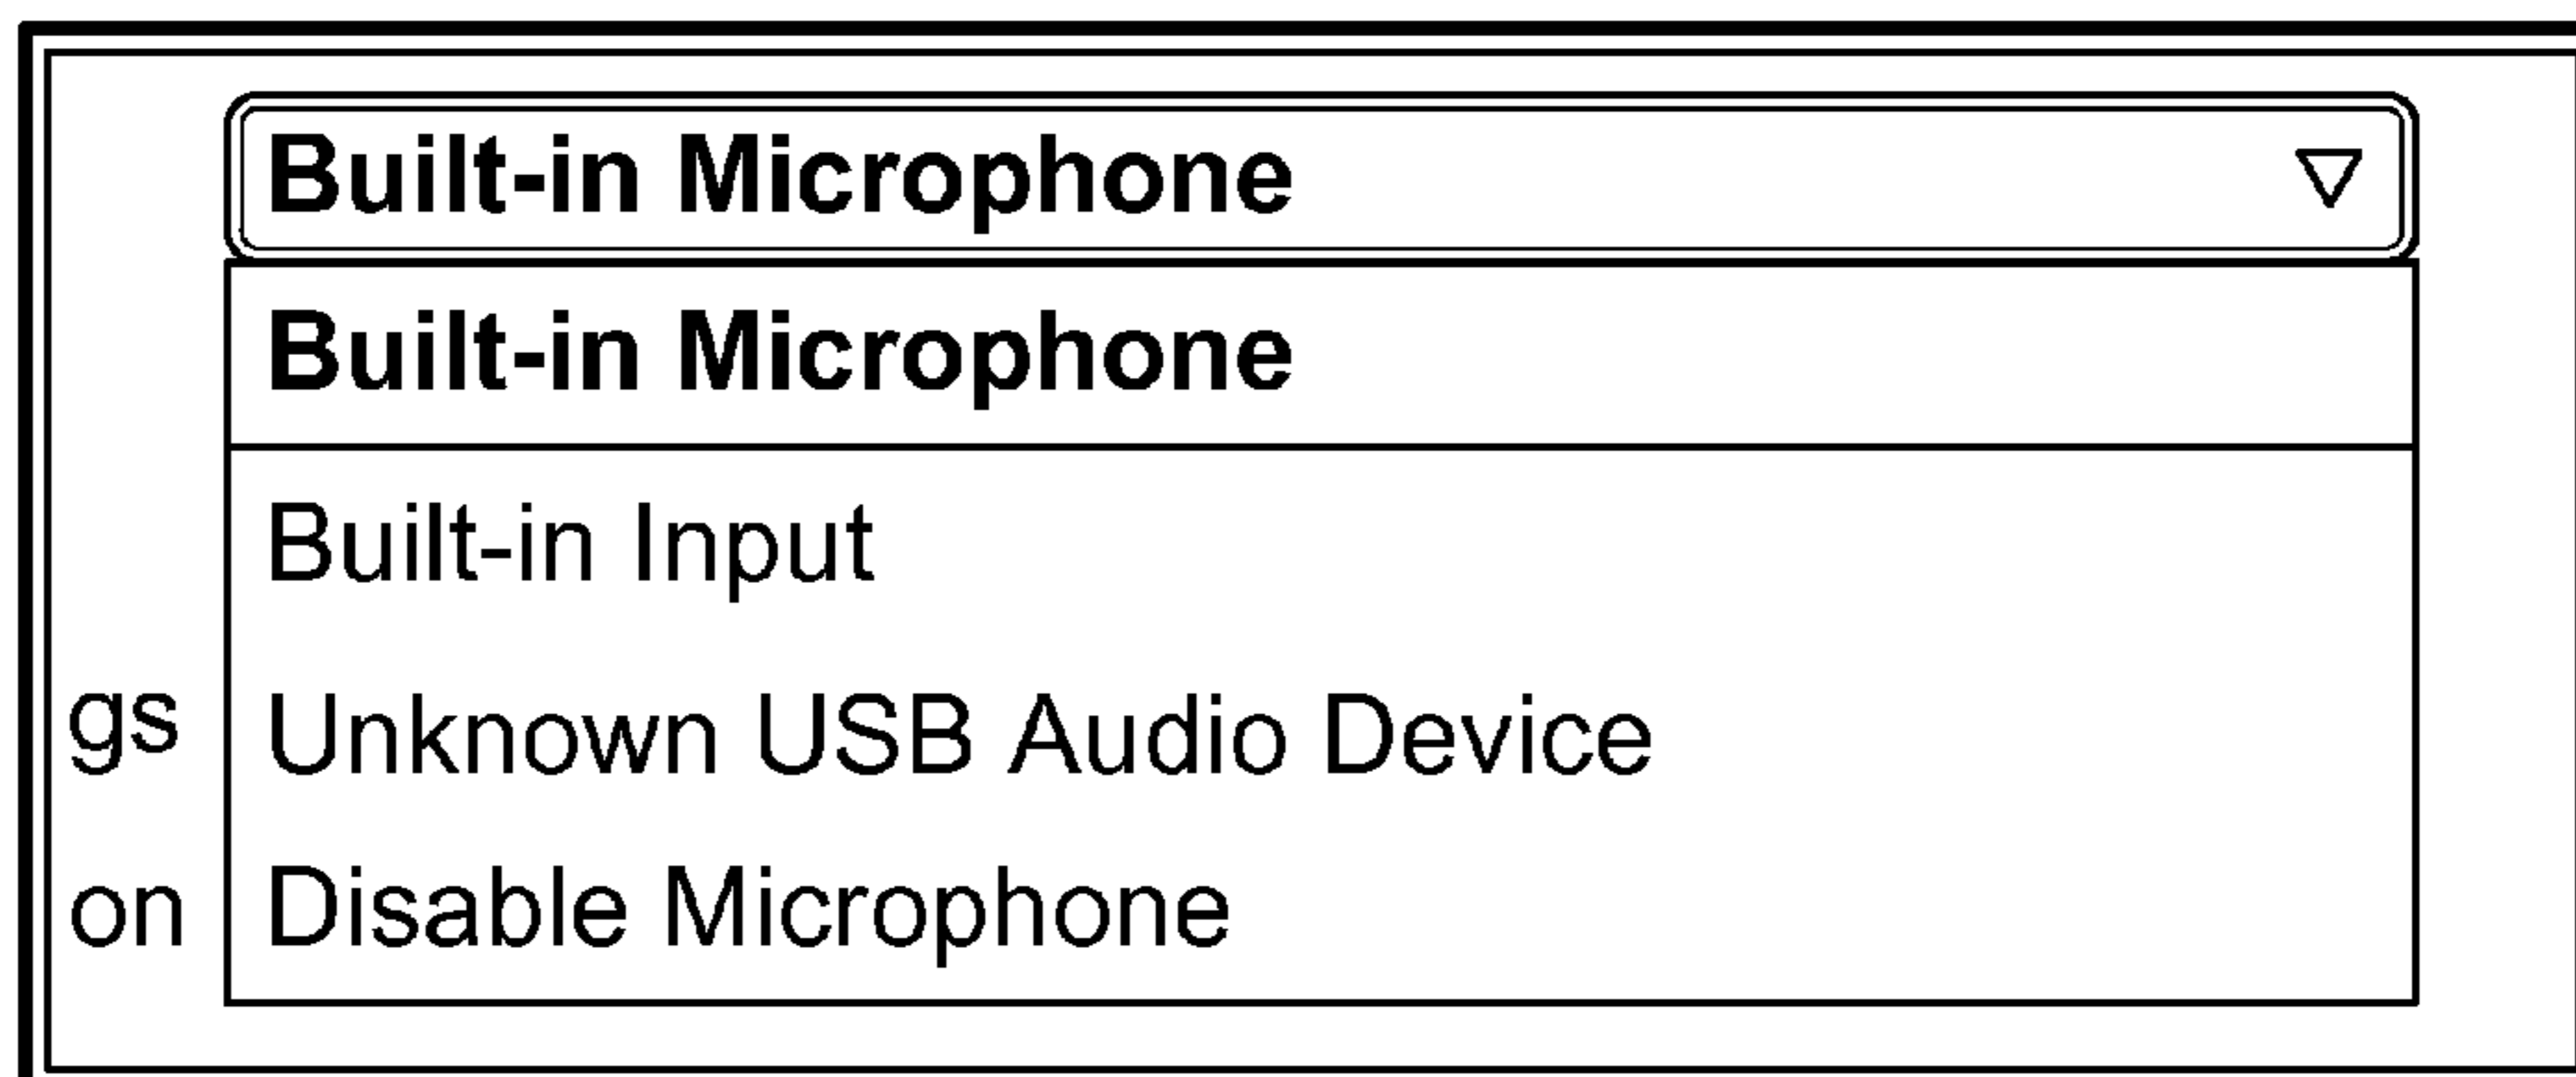 Built-in Microphone
Built-in Microphone
Built-in Input
gs Unknown USB Audio Device
on Disable Microphone